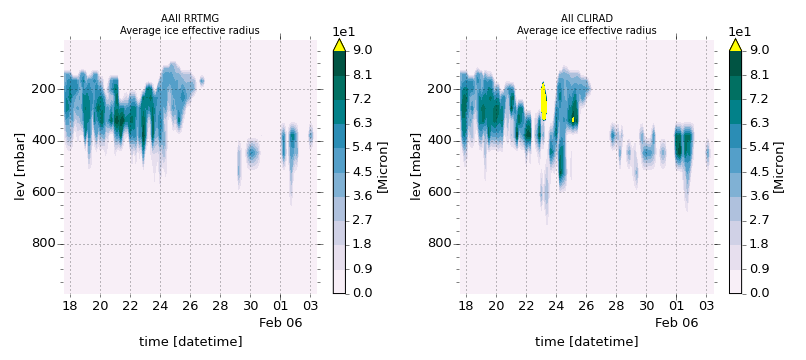 AAII RRTMG
Average ice effective radius
1e1
9.0
8.1
7.2
6.3
5.4
4.5
3.6
2.7
1.8
0.9
0.0
[Micron]
200
400
600
800
lev [mbar]
18 20 22 24 26 28 30 01 03
Feb 06
time [datetime]
All CLIRAD
Average ice effective radius
1e1
9.0
8.1
7.2
6.3
5.4
4.5
3.6
2.7
1.8
0.9
0.0
[Micron]
200
400
600
800
lev [mbar]
18 20 22 24 26 28 30 01 03
Feb 06
time [datetime]